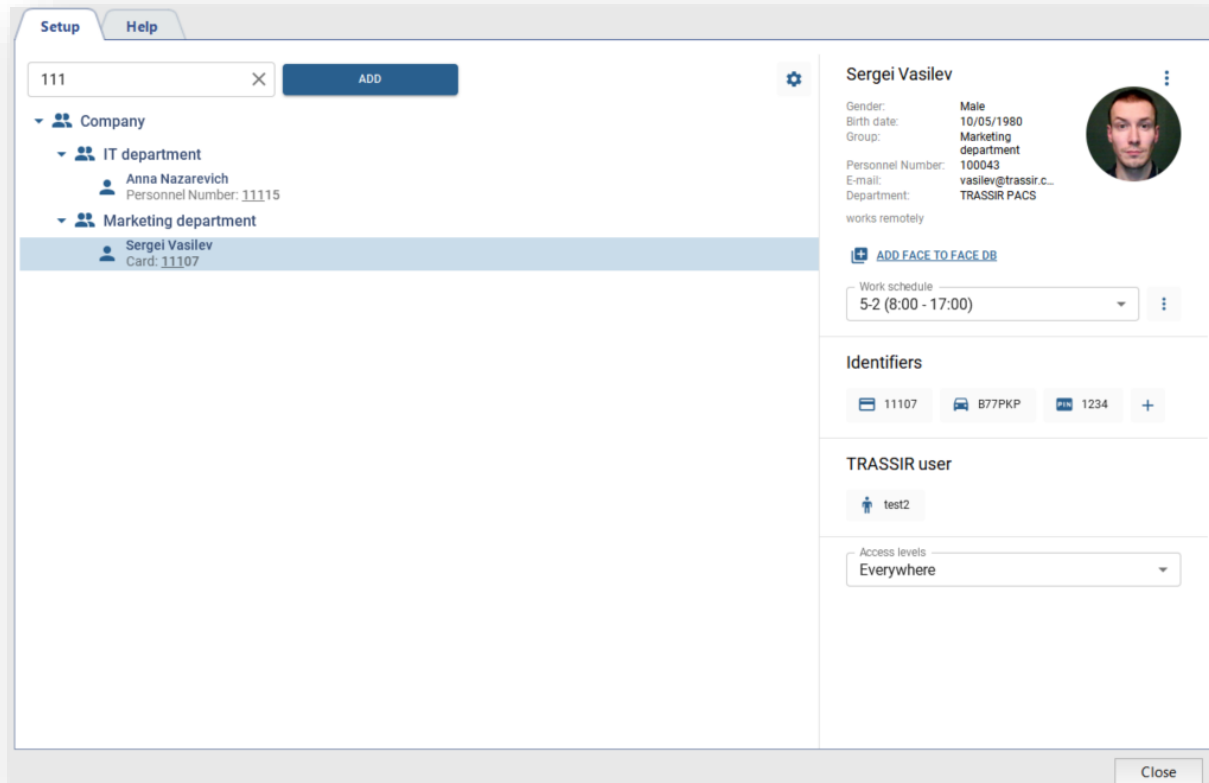 Setup
Help
111
ADD
Company
IT department
Anna Nazarevich
Personnel Number: 11115
Marketing department
Sergei Vasilev
Card: 11107
Sergei Vasilev
Gender: Male
Birth date: 10/05/1980
Group: Marketing
department
Personnel Number: 100043
E-mail: vasilev@trassir.c...
Department: TRASSIR PACS
works remotely
ADD FACE TO FACE DB
Work schedule
5-2 (8:00 - 17:00)
Identifiers
11107
B77PKP
PIN
1234
TRASSIR user
test2
Access levels
Everywhere
Close